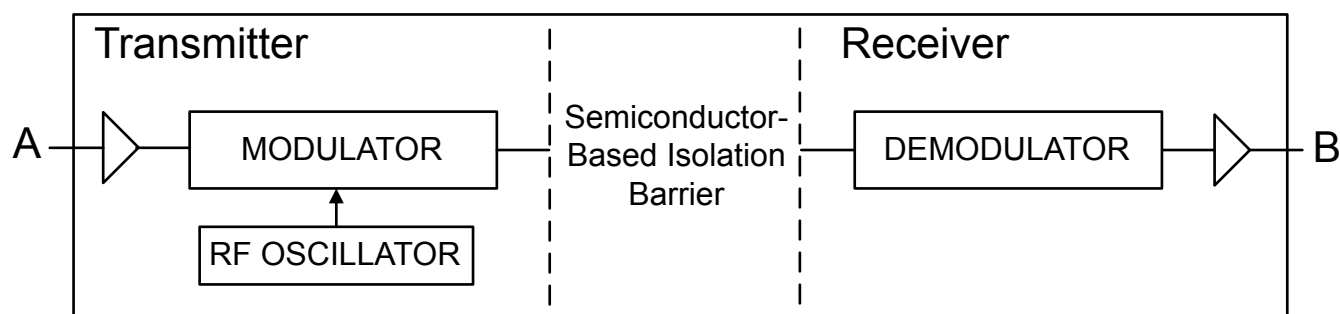 Transmitter
Receiver
A
MODULATOR
Semiconductor-
Based Isolation
Barrier
DEMODULATOR
B
RF OSCILLATOR